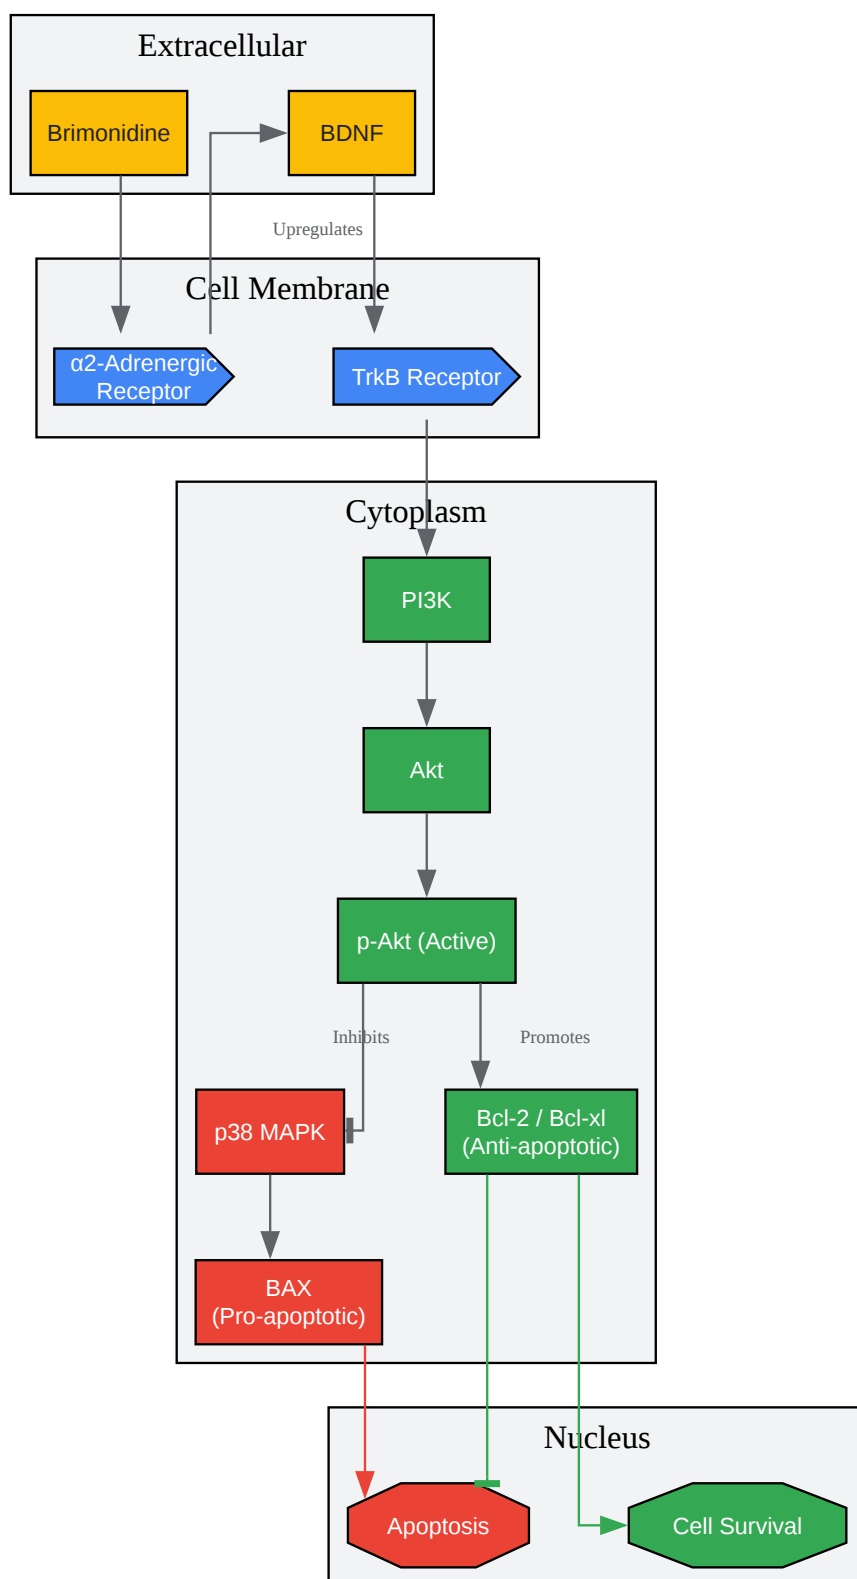 Extracellular
Brimonidine
BDNF
Upregulates
Cell Membrane
α2-Adrenergic
Receptor
TrkB Receptor
Cytoplasm
PI3K
Akt
p-Akt (Active)
Inhibits
Promotes
p38 MAPK
Bcl-2 / Bcl-xl
(Anti-apoptotic)
BAX
(Pro-apoptotic)
Nucleus
Apoptosis
Cell Survival